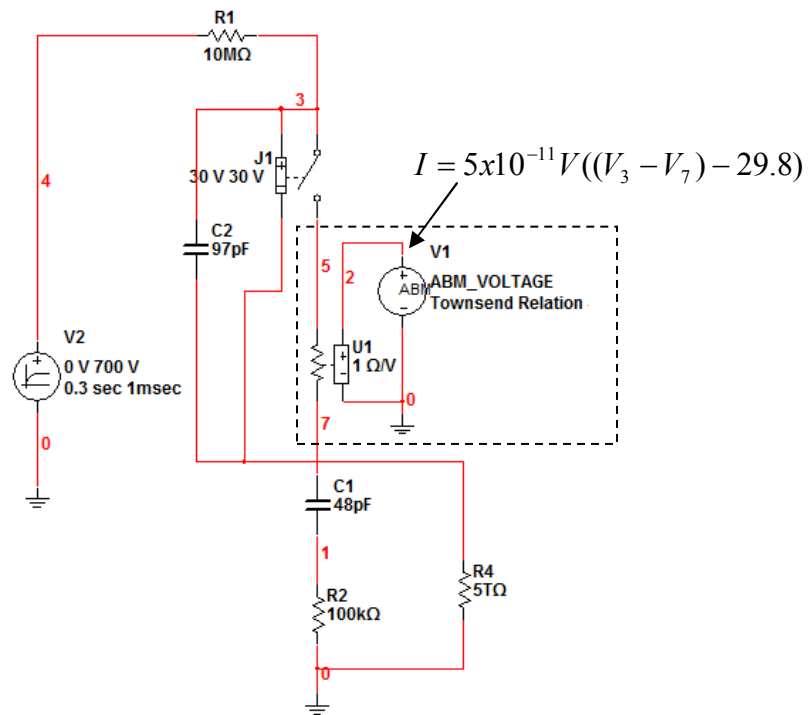 R1
10MΩ
3
J1
30 V 30 V
I = 5x10⁻¹¹V((V₃ − V₇) − 29.8)
4
C2
97pF
5
2
V1
ABM
ABM_VOLTAGE
Townsend Relation
V2
0 V 700 V
0.3 sec 1msec
U1
1 Ω/V
0
7
0
C1
48pF
1
R2
100kΩ
R4
5TΩ
0